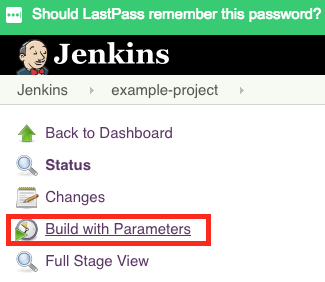 Should LastPass remember this password?
Jenkins
Jenkins example-project
Back to Dashboard
Status
Changes
Build with Parameters
Full Stage View